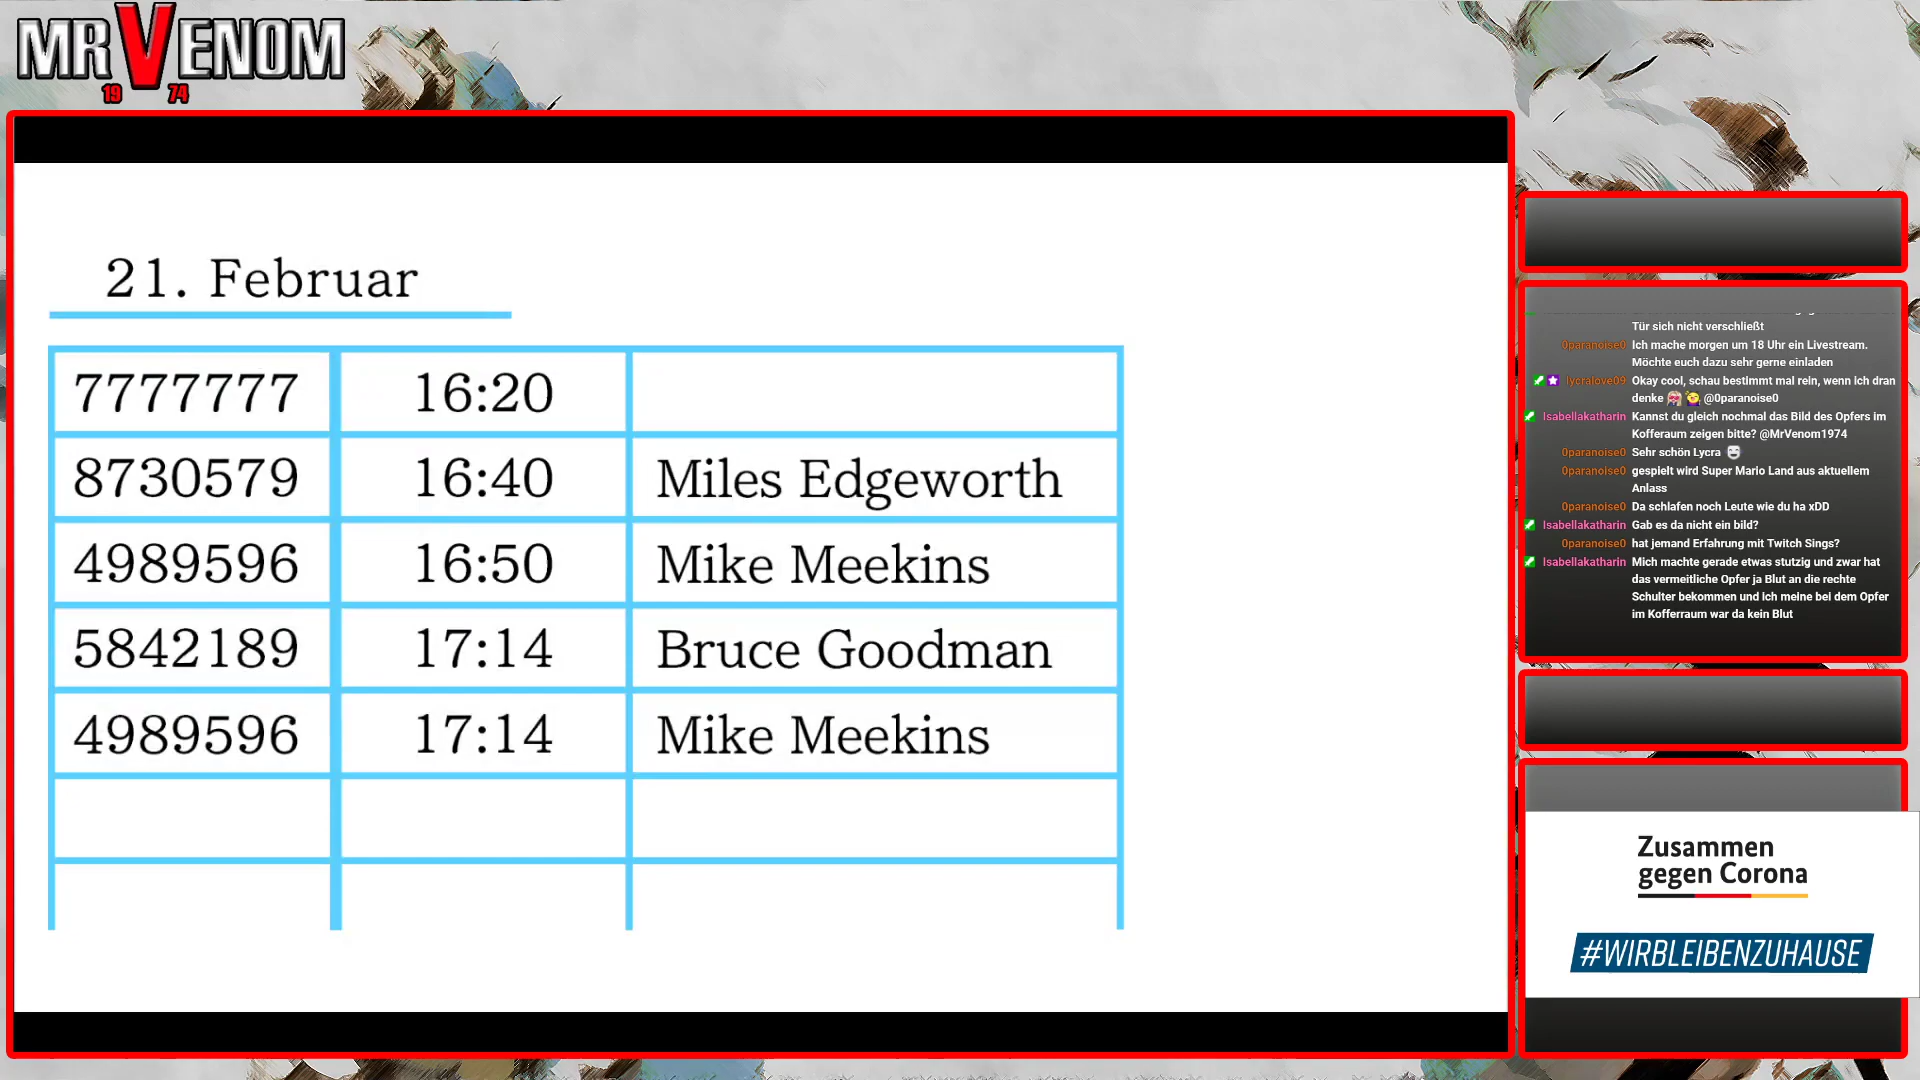 MRVENOM
19 74
21. Februar
7777777 16:20
8730579 16:40 Miles Edgeworth
4989596 16:50 Mike Meekins
5842189 17:14 Bruce Goodman
4989596 17:14 Mike Meekins
Tür sich nicht verschließt
0paranoise0 Ich mache morgen um 18 Uhr ein Livestream.
Möchte euch dazu sehr gerne einladen
lycralove09 Okay cool, schau bestimmt mal rein, wenn ich dran
denke @0paranoise0
Isabellakatharin Kannst du gleich nochmal das Bild des Opfers im
Kofferaum zeigen bitte? @MrVenom1974
0paranoise0 Sehr schön Lycra
0paranoise0 gespielt wird Super Mario Land aus aktuellem
Anlass
0paranoise0 Da schlafen noch Leute wie du ha xDD
Isabellakatharin Gab es da nicht ein bild?
0paranoise0 hat jemand Erfahrung mit Twitch Sings?
Isabellakatharin Mich machte gerade etwas stutzig und zwar hat
das vermeitliche Opfer ja Blut an die rechte
Schulter bekommen und ich meine bei dem Opfer
im Kofferaum war da kein Blut
Zusammen
gegen Corona
#WIRBLEIBENZUHAUSE